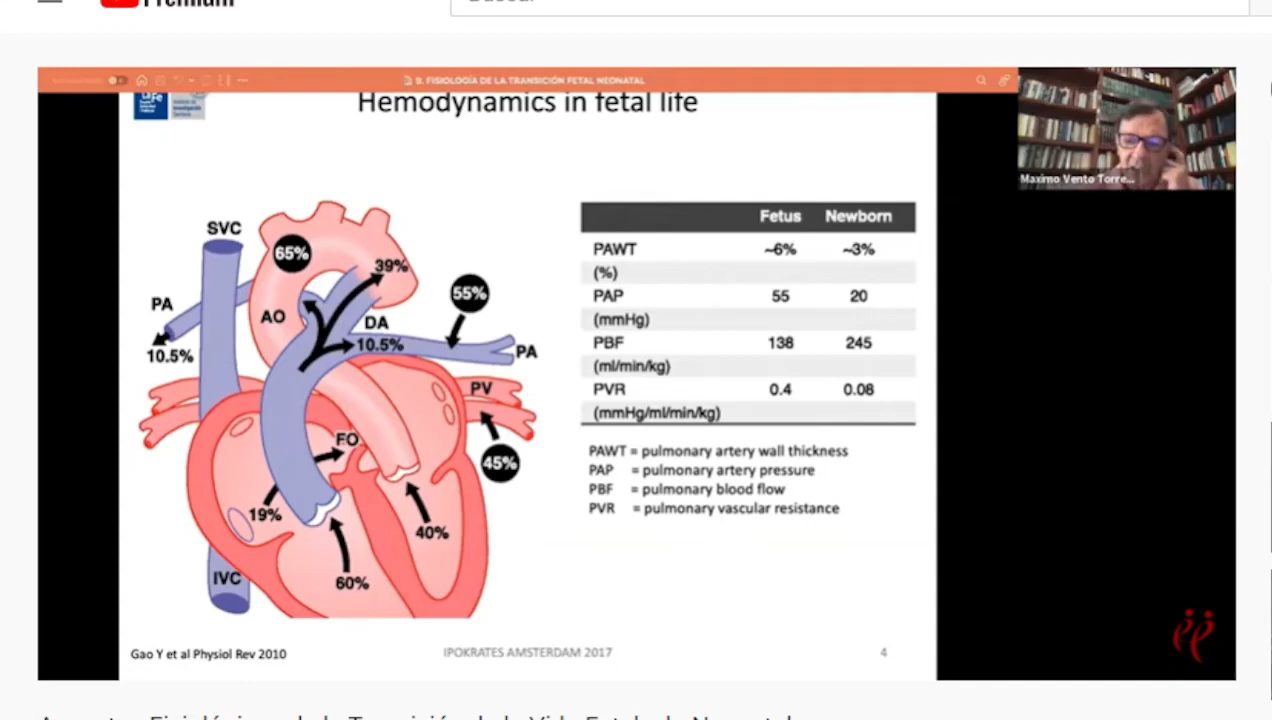 Premium
9. FISIOLOGÍA DE LA TRANSICIÓN FETAL NEONATAL
Maximo Vento Torre...
La Fe
Hemodynamics in fetal life
SVC
65%
39%
55%
PA
AO
DA
10.5%
10.5%
PA
PV
FO
45%
19%
40%
IVC
60%
Fetus Newborn
PAWT ~6% ~3%
(%)
PAP 55 20
(mmHg)
PBF 138 245
(ml/min/kg)
PVR 0.4 0.08
(mmHg/ml/min/kg)
PAWT = pulmonary artery wall thickness
PAP = pulmonary artery pressure
PBF = pulmonary blood flow
PVR = pulmonary vascular resistance
Gao Y et al Physiol Rev 2010
IPOKRATES AMSTERDAM 2017
4